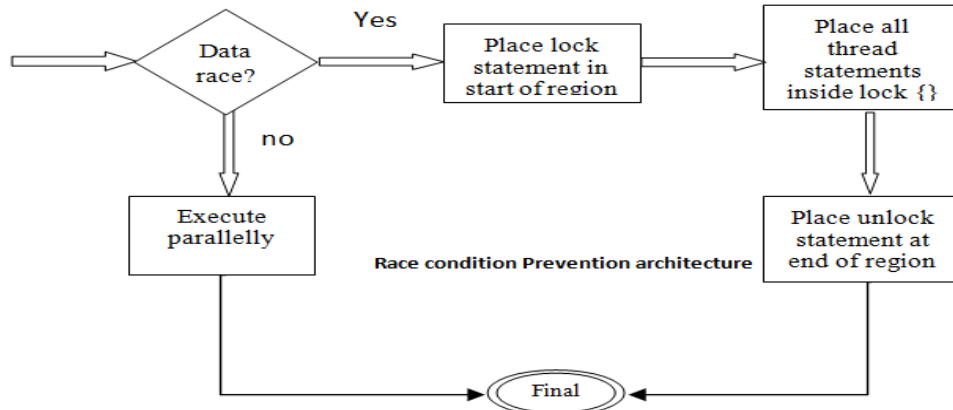 Yes
Data
race?
Place lock
statement in
start of region
Place all
thread
statements
inside lock {}
no
Execute
parallelly
Race condition Prevention architecture
Place unlock
statement at
end of region
Final